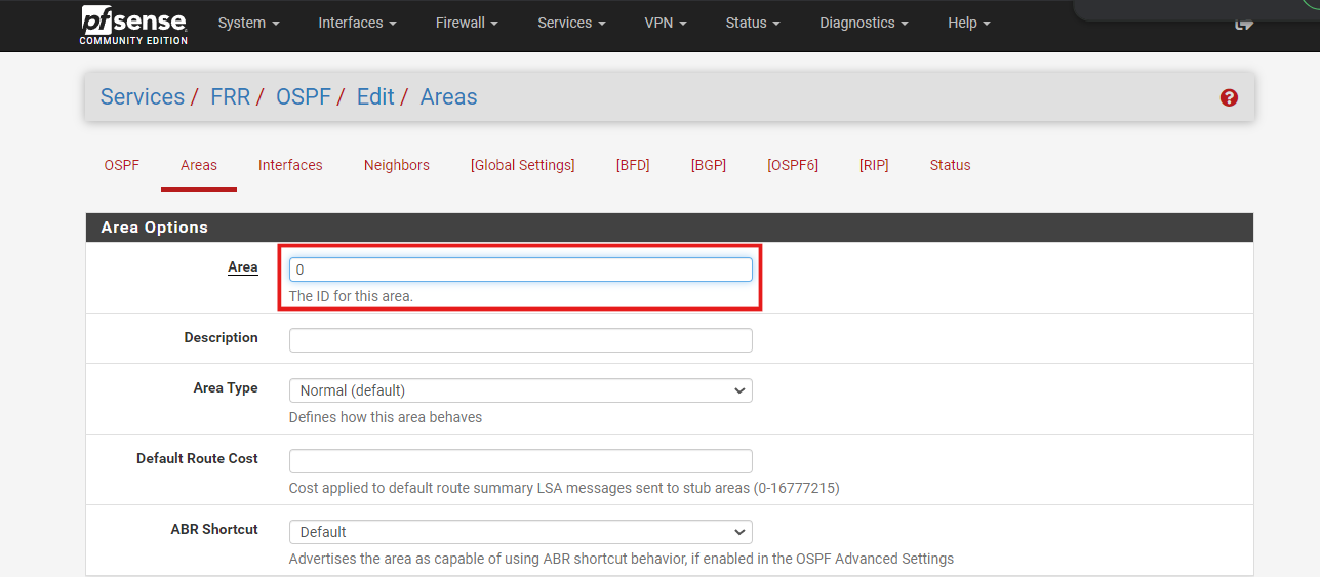 pfsense
COMMUNITY EDITION
System Interfaces Firewall Services VPN Status Diagnostics Help
Services / FRR / OSPF / Edit / Areas
OSPF Areas Interfaces Neighbors [Global Settings] [BFD] [BGP] [OSPF6] [RIP] Status
Area Options
Area 0
The ID for this area.
Description
Area Type Normal (default)
Defines how this area behaves
Default Route Cost
Cost applied to default route summary LSA messages sent to stub areas (0-16777215)
ABR Shortcut Default
Advertises the area as capable of using ABR shortcut behavior, if enabled in the OSPF Advanced Settings